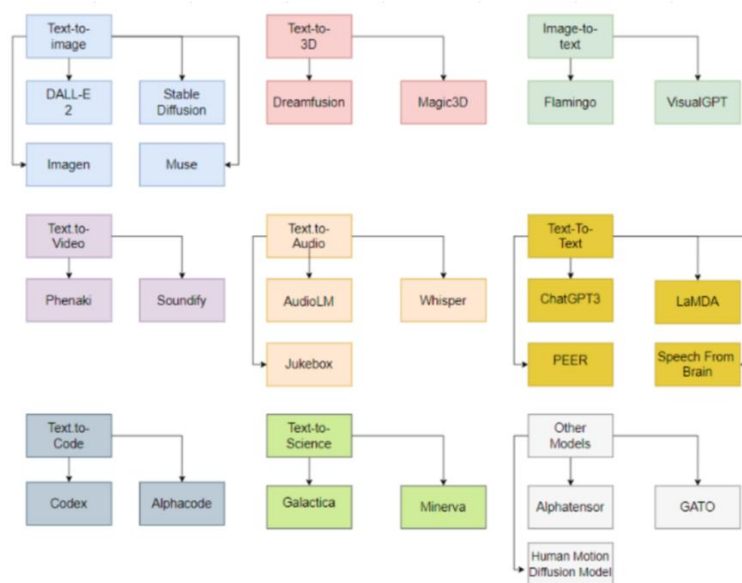 Text-to-
image
Text-to-
3D
Image-to-
text
DALL-E
2
Stable
Diffusion
Dreamfusion
Magic3D
Flamingo
VisualGPT
Imagen
Muse
Text.to-
Video
Text.to-
Audio
Text-To-
Text
Phenaki
Soundify
AudioLM
Whisper
ChatGPT3
LaMDA
Jukebox
PEER
Speech From
Brain
Text.to-
Code
Text-to-
Science
Other
Models
Codex
Alphacode
Galactica
Minerva
Alphatensor
GATO
Human Motion
Diffusion Model